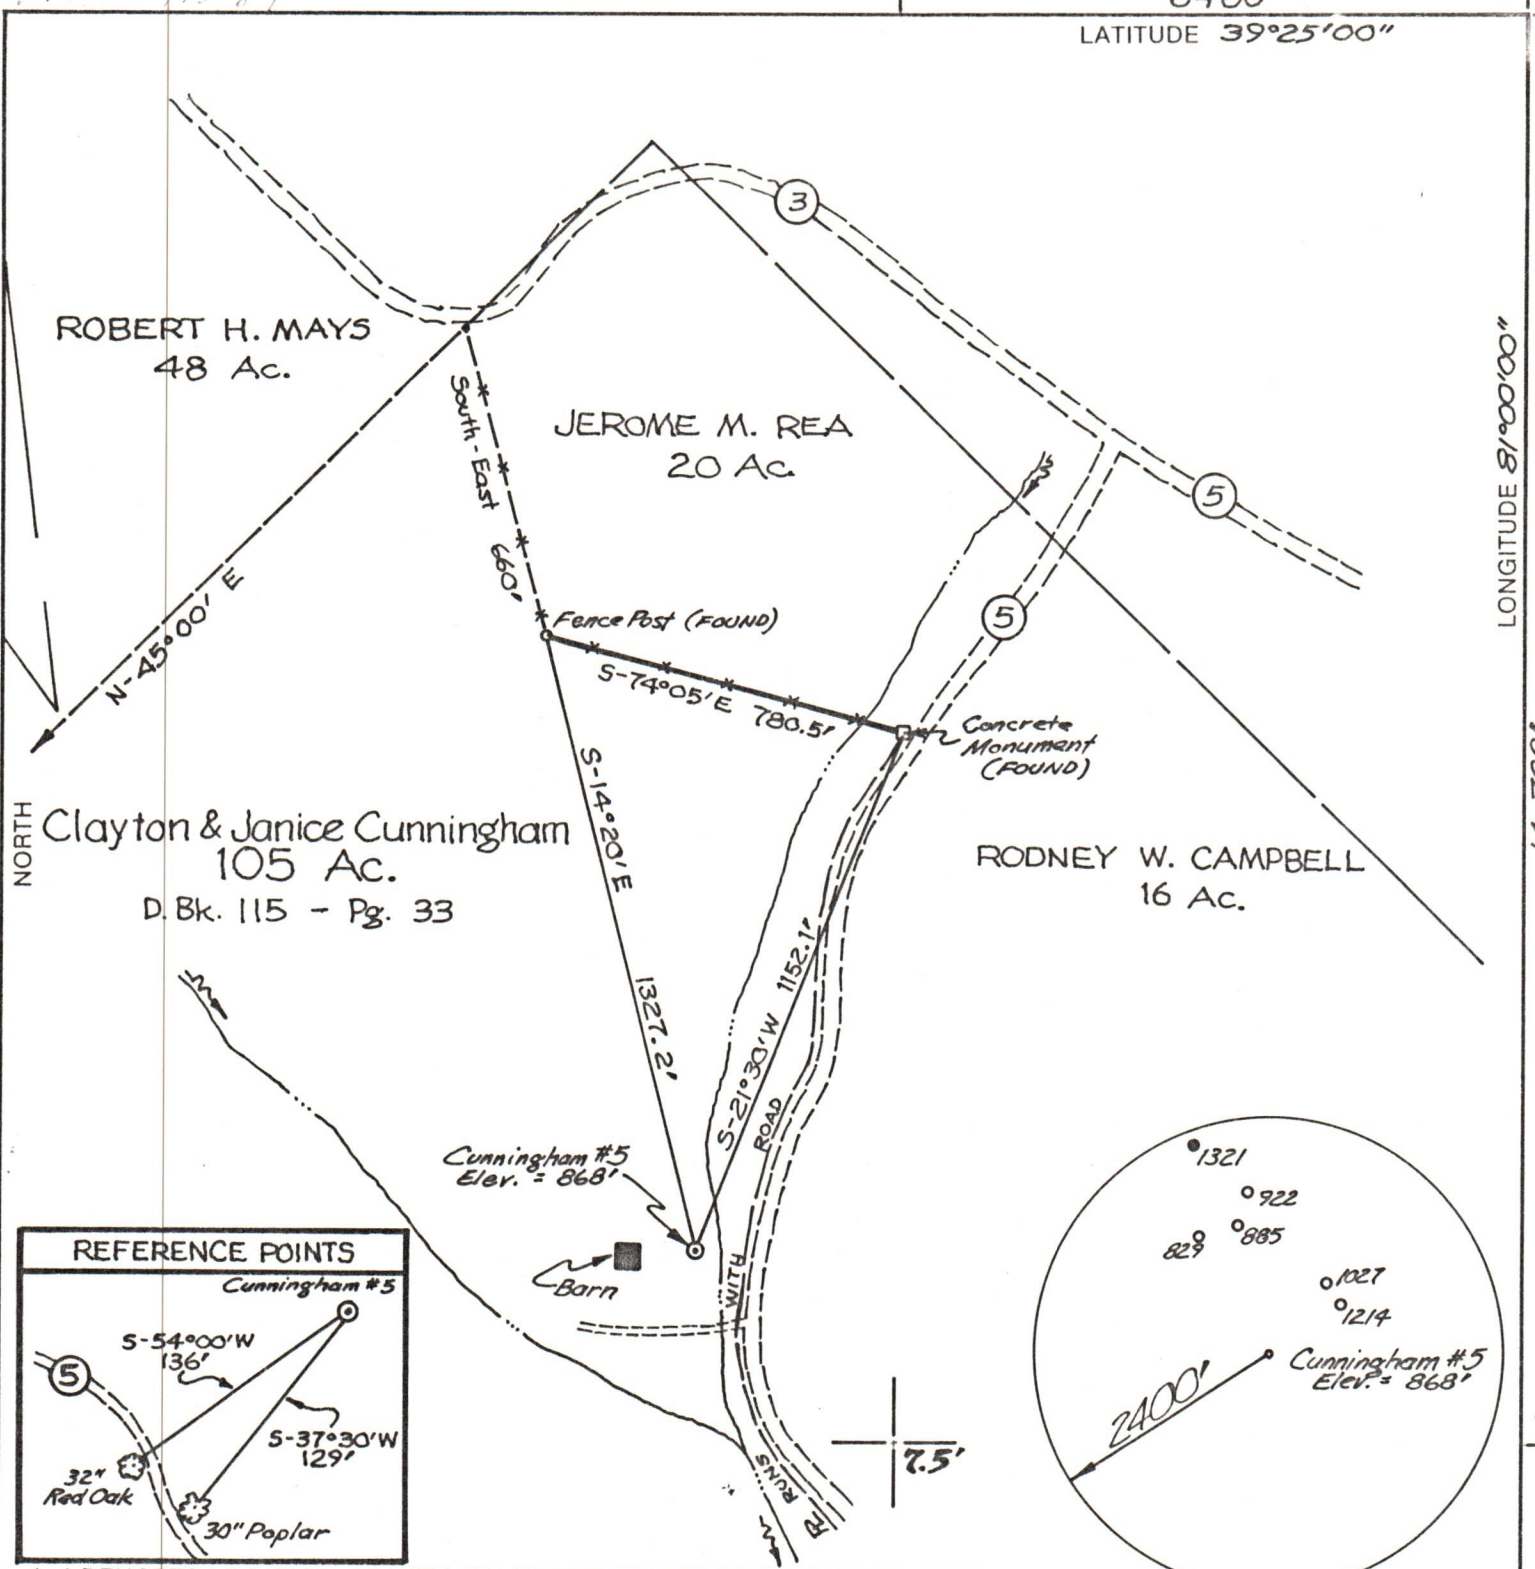 LATITUDE 39°25'00"
3
ROBERT H. MAYS
48 Ac.
LONGITUDE 81°00'00"
South-East 660'
JEROME M. REA
20 Ac.
5
N-45°00' E
5
Fence Post (FOUND)
S-74°05'E 780.5'
Concrete
Monument
(FOUND)
NORTH
Clayton & Janice Cunningham
105 Ac.
D.Bk. 115 - Pg. 33
S-14°20'E 1327.2'
RODNEY W. CAMPBELL
16 Ac.
S-21°30'W 1152.1'
Cunningham #5
Elev. = 868'
Barn
RUNS WITH ROAD
1321
922
885
829
1027
1214
Cunningham #5
Elev. = 868'
2400'
7.5'
REFERENCE POINTS
Cunningham #5
S-54°00'W
136'
5
S-37°30'W
129'
32"
Red Oak
30" Poplar